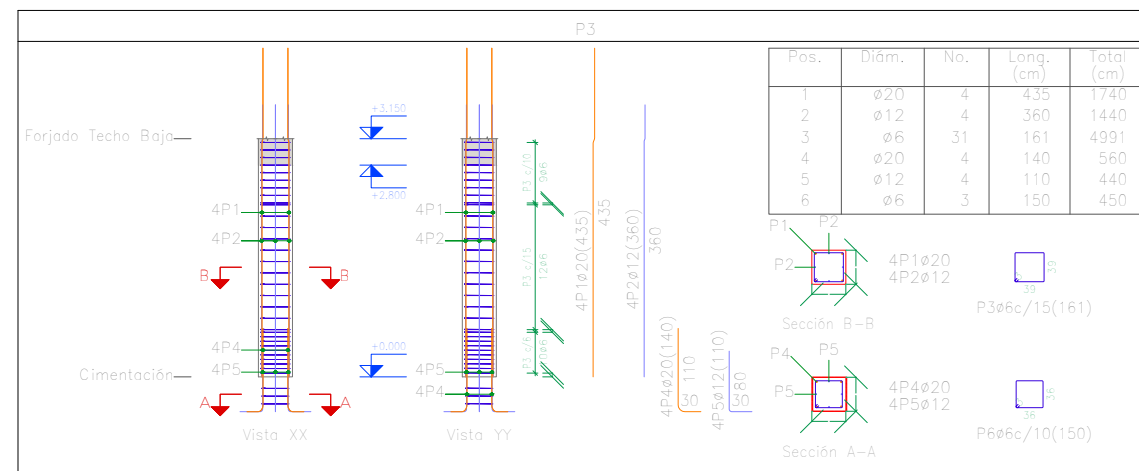 P3
Pos. Diám. No. Long. (cm) Total (cm)
1 ø20 4 435 1740
2 ø12 4 360 1440
3 ø6 31 161 4991
4 ø20 4 140 560
5 ø12 4 110 440
6 ø6 3 150 450
Forjado Techo Baja
+3.150
+2.800
4P1
4P2
B B
4P4
4P5
Cimentación
+0.000
A A
Vista XX
4P1
4P2
4P5
4P4
Vista YY
P3 c/10
9ø6
P3 c/15
12ø6
P3 c/6
4P1ø20(435)
435
4P2ø12(360)
360
4P4ø20(140)
110
30
4P5ø12(110)
80
30
P1 P2
P2
4P1ø20
4P2ø12
Sección B-B
39
39
P3ø6c/15(161)
P4 P5
P5
4P4ø20
4P5ø12
Sección A-A
36
36
P6ø6c/10(150)